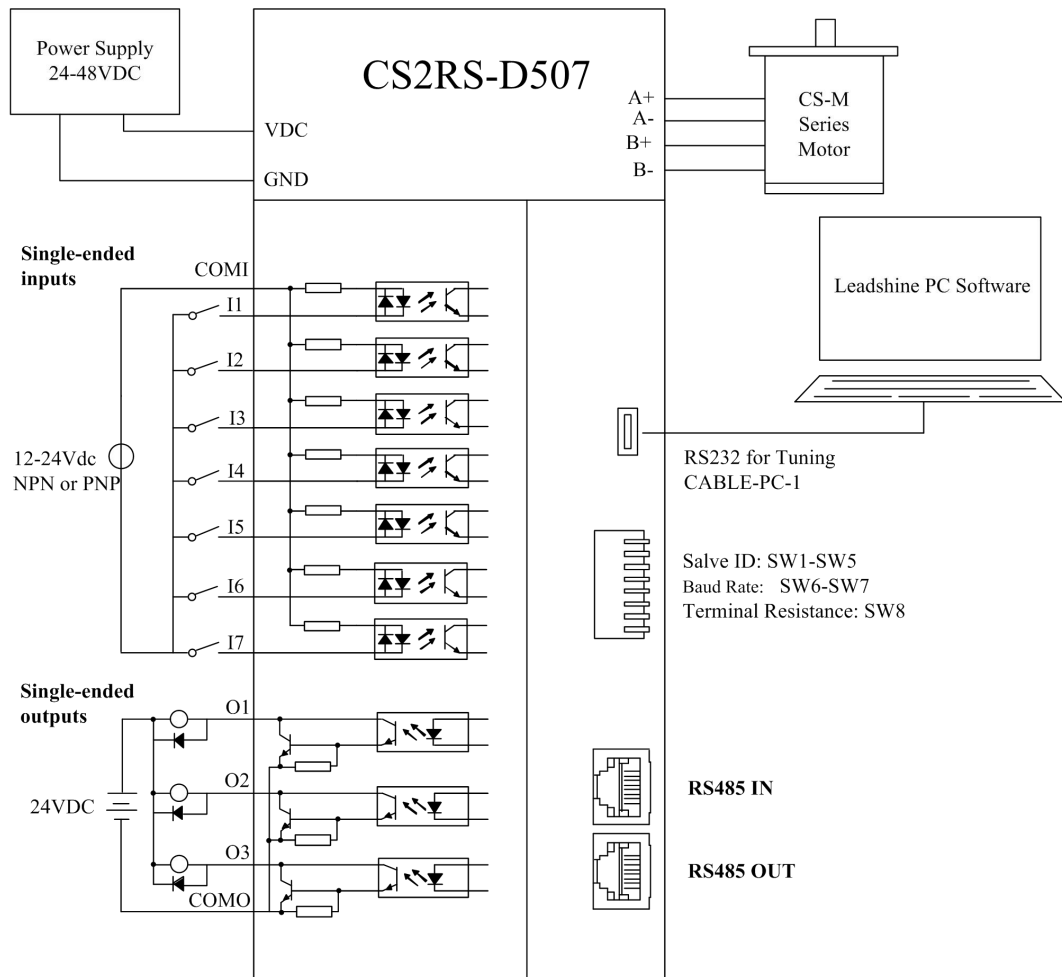 Power Supply
24-48VDC
CS2RS-D507
VDC
GND
A+
A-
B+
B-
CS-M
Series
Motor
Single-ended
inputs
COMI
I1
I2
I3
I4
I5
I6
I7
12-24Vdc
NPN or PNP
Leadshine PC Software
RS232 for Tuning
CABLE-PC-1
Salve ID: SW1-SW5
Baud Rate: SW6-SW7
Terminal Resistance: SW8
Single-ended
outputs
O1
O2
24VDC
O3
COMO
RS485 IN
RS485 OUT